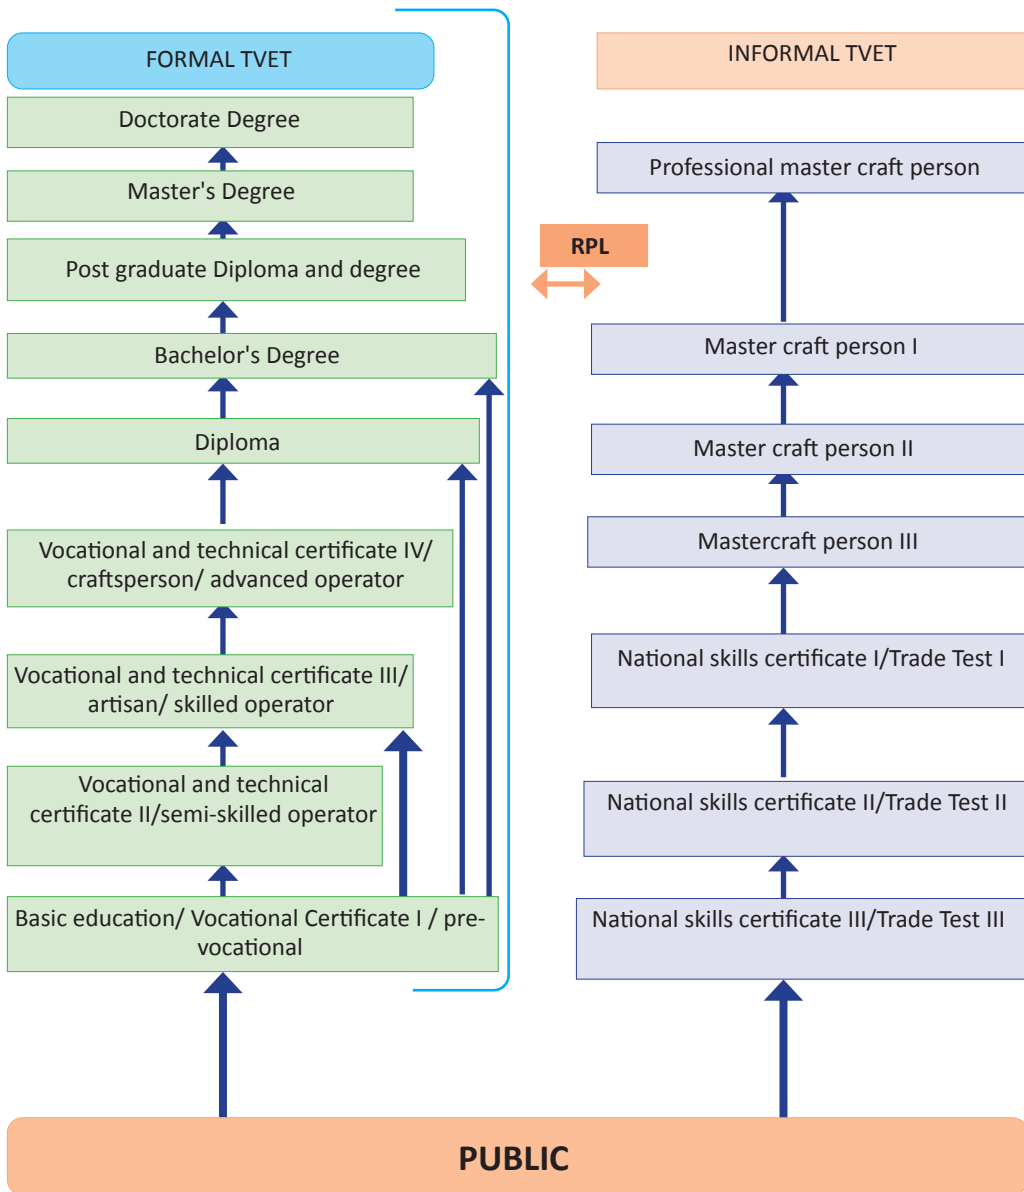 FORMAL TVET
Doctorate Degree
Master's Degree
Post graduate Diploma and degree
Bachelor's Degree
Diploma
Vocational and technical certificate IV/
craftsperson/ advanced operator
Vocational and technical certificate III/
artisan/ skilled operator
Vocational and technical
certificate II/semi-skilled operator
Basic education/ Vocational Certificate I / pre-
vocational
RPL
INFORMAL TVET
Professional master craft person
Master craft person I
Master craft person II
Mastercraft person III
National skills certificate I/Trade Test I
National skills certificate II/Trade Test II
National skills certificate III/Trade Test III
PUBLIC